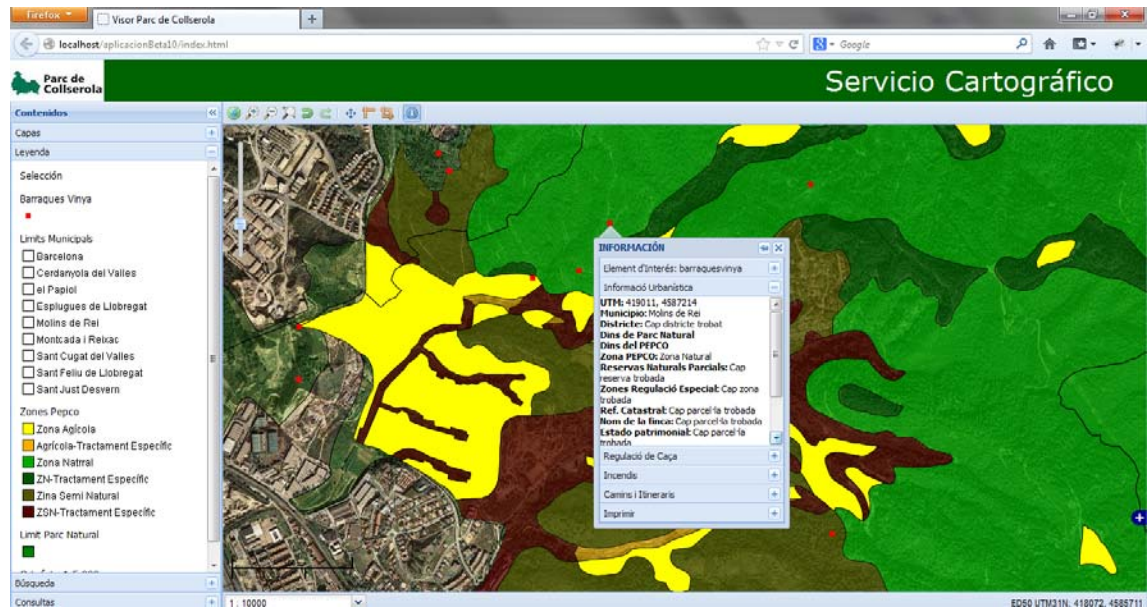 Firefox
Visor Parc de Collserola
localhost/aplicacionBeta10/index.html
Google
Parc de
Collserola
Servicio Cartográfico
Contenidos
Capas
Leyenda
Selección
Barraques Vinya
Limits Municipals
Barcelona
Cerdanyola del Valles
el Papiol
Esplugues de Llobregat
Molins de Rei
Montcada i Reixac
Sant Cugat del Valles
Sant Feliu de Llobregat
Sant Just Desvern
Zones Pepco
Zona Agícola
Agrícola-Tractament Específic
Zona Natrral
ZN-Tractament Específic
Zina Semi Natural
ZSN-Tractament Específic
Limit Parc Natural
Búsqueda
Consultas
INFORMACIÓN
Element d'Interés: barraquesvinya
Informació Urbanística
UTM: 419011, 4587214
Municipio: Molins de Rei
Districte: Cap districte trobat
Dins de Parc Natural
Dins del PEPCO
Zona PEPCO: Zona Natural
Reservas Naturals Parcials: Cap
reserva trobada
Zones Regulació Especial: Cap zona
trobada
Ref. Catastral: Cap parcel·la trobada
Nom de la finca: Cap parcel·la trobada
Estado patrimonial: Cap parcel·la
trobada
Regulació de Caça
Incendis
Camins i Itineraris
Imprimir
1 : 10000
ED50 UTM31N: 418072, 4585711